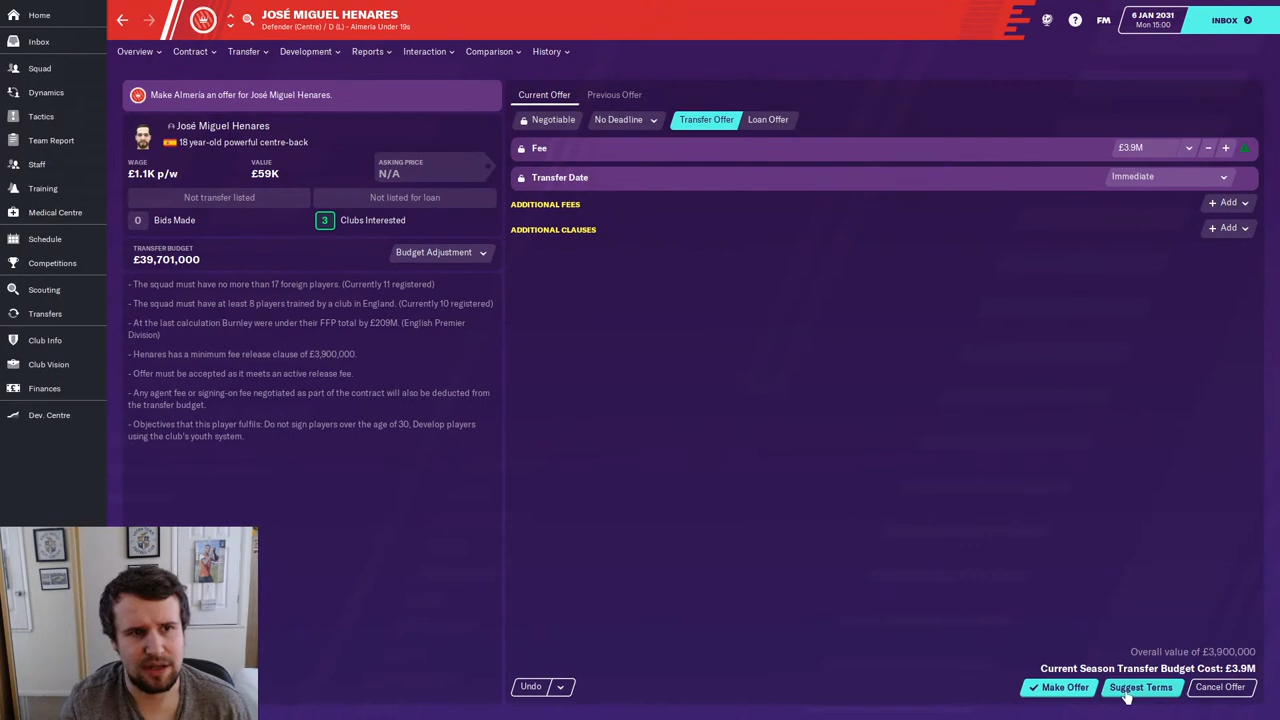 Home
Inbox
Squad
Dynamics
Tactics
Team Report
Staff
Training
Medical Centre
Schedule
Competitions
Scouting
Transfers
Club Info
Club Vision
Finances
Dev. Centre
JOSÉ MIGUEL HENARES
Defender (Centre) / D (L) - Almería Under 19s
FM
6 JAN 2031
Mon 15:00
INBOX
Overview
Contract
Transfer
Development
Reports
Interaction
Comparison
History
Make Almería an offer for José Miguel Henares.
José Miguel Henares
18 year-old powerful centre-back
WAGE
£1.1K p/w
VALUE
£59K
ASKING PRICE
N/A
Not transfer listed
Not listed for loan
0 Bids Made
3 Clubs Interested
TRANSFER BUDGET
£39,701,000
Budget Adjustment
- The squad must have no more than 17 foreign players. (Currently 11 registered)
- The squad must have at least 8 players trained by a club in England. (Currently 10 registered)
- At the last calculation Burnley were under their FFP total by £209M. (English Premier
Division)
- Henares has a minimum fee release clause of £3,900,000.
- Offer must be accepted as it meets an active release fee.
- Any agent fee or signing-on fee negotiated as part of the contract will also be deducted from
the transfer budget.
- Objectives that this player fulfils: Do not sign players over the age of 30, Develop players
using the club's youth system.
Current Offer
Previous Offer
Negotiable
No Deadline
Transfer Offer
Loan Offer
Fee
£3.9M
Transfer Date
Immediate
ADDITIONAL FEES
Add
ADDITIONAL CLAUSES
Add
Overall value of £3,900,000
Current Season Transfer Budget Cost: £3.9M
Undo
Make Offer
Suggest Terms
Cancel Offer